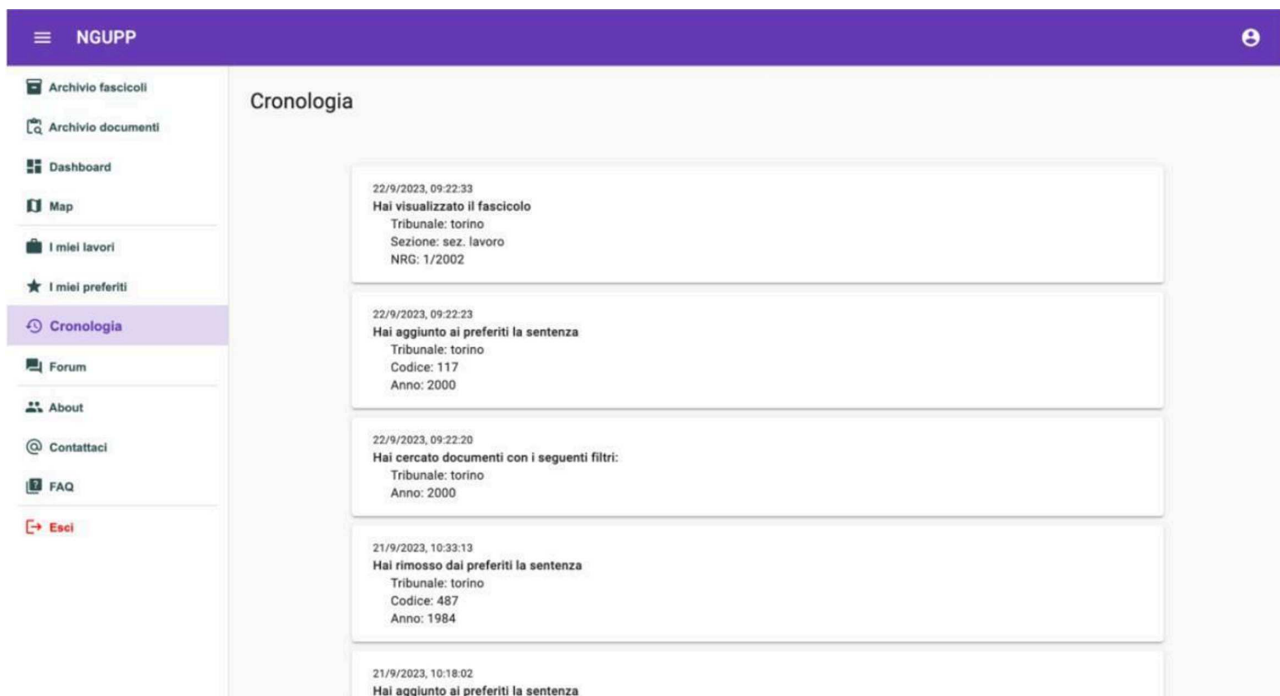 NGUPP
Archivio fascicoli
Archivio documenti
Dashboard
Map
I miei lavori
I miei preferiti
Cronologia
Forum
About
Contattaci
FAQ
Esci
Cronologia
22/9/2023, 09:22:33
Hai visualizzato il fascicolo
Tribunale: torino
Sezione: sez. lavoro
NRG: 1/2002
22/9/2023, 09:22:23
Hai aggiunto ai preferiti la sentenza
Tribunale: torino
Codice: 117
Anno: 2000
22/9/2023, 09:22:20
Hai cercato documenti con i seguenti filtri:
Tribunale: torino
Anno: 2000
21/9/2023, 10:33:13
Hai rimosso dai preferiti la sentenza
Tribunale: torino
Codice: 487
Anno: 1984
21/9/2023, 10:18:02
Hai aggiunto ai preferiti la sentenza